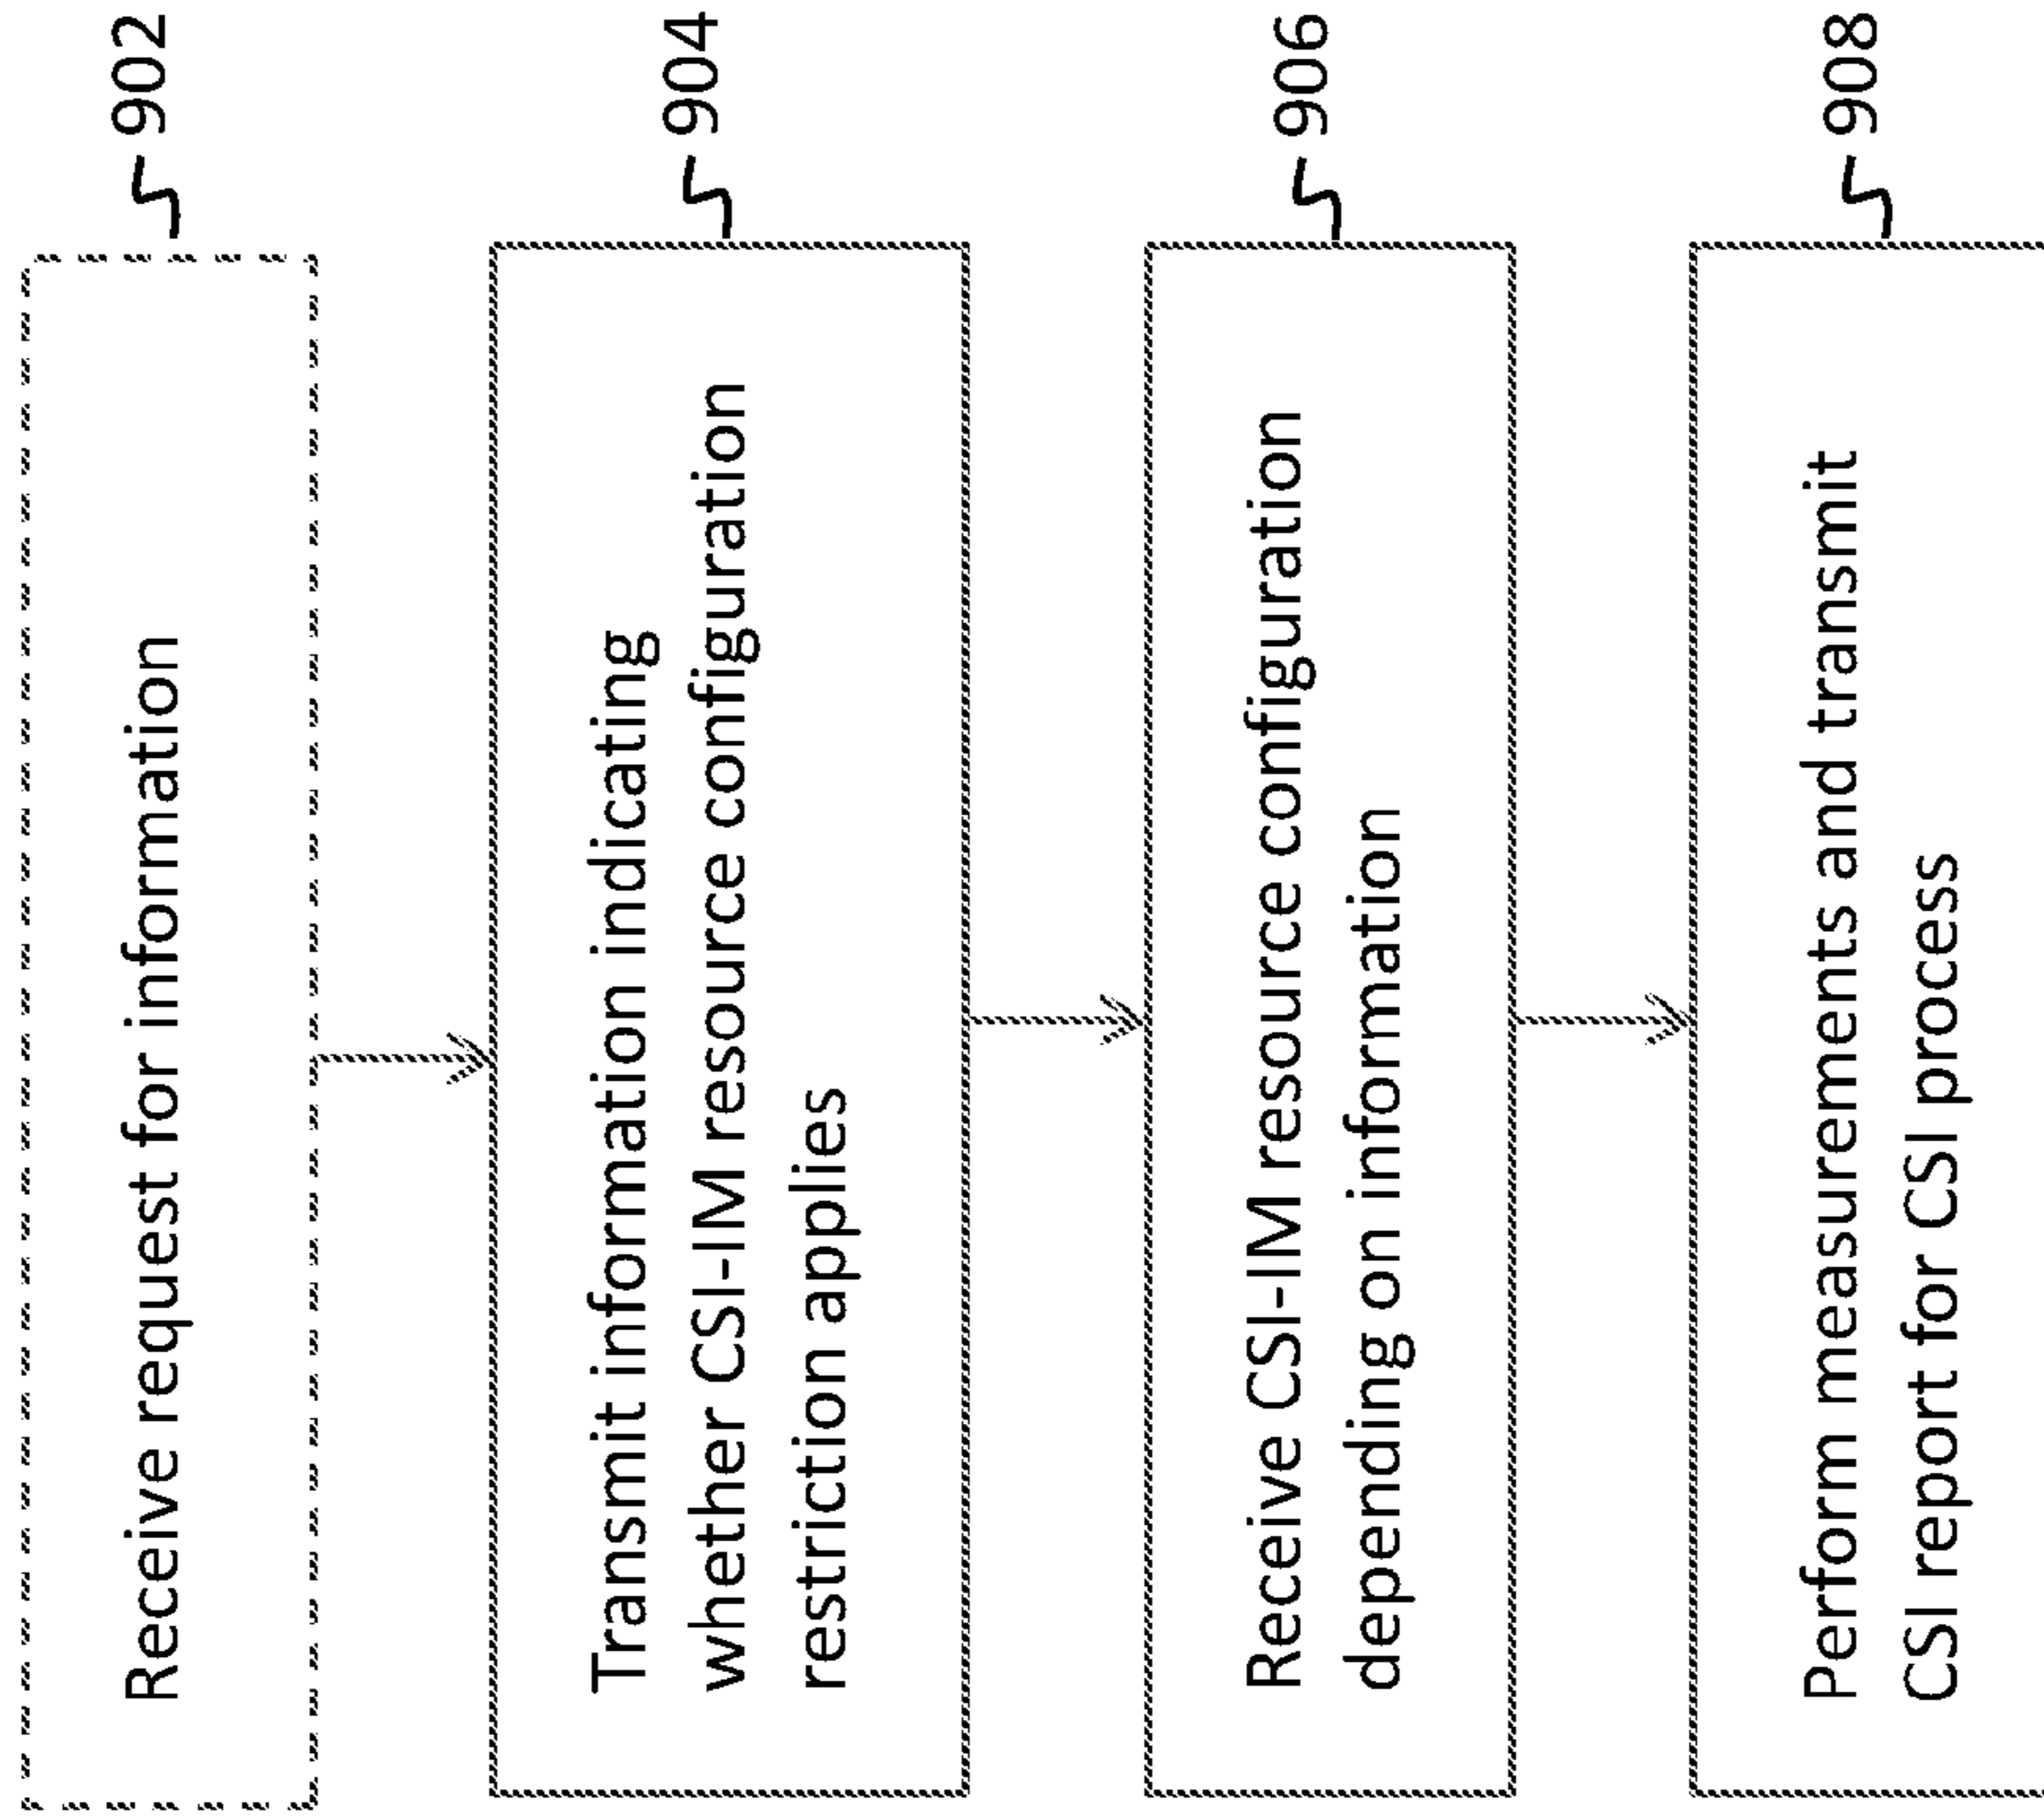 Receive request for information
902
Transmit information indicating
whether CSI-IM resource configuration
restriction applies
904
Receive CSI-IM resource configuration
depending on information
906
Perform measurements and transmit
CSI report for CSI process
908